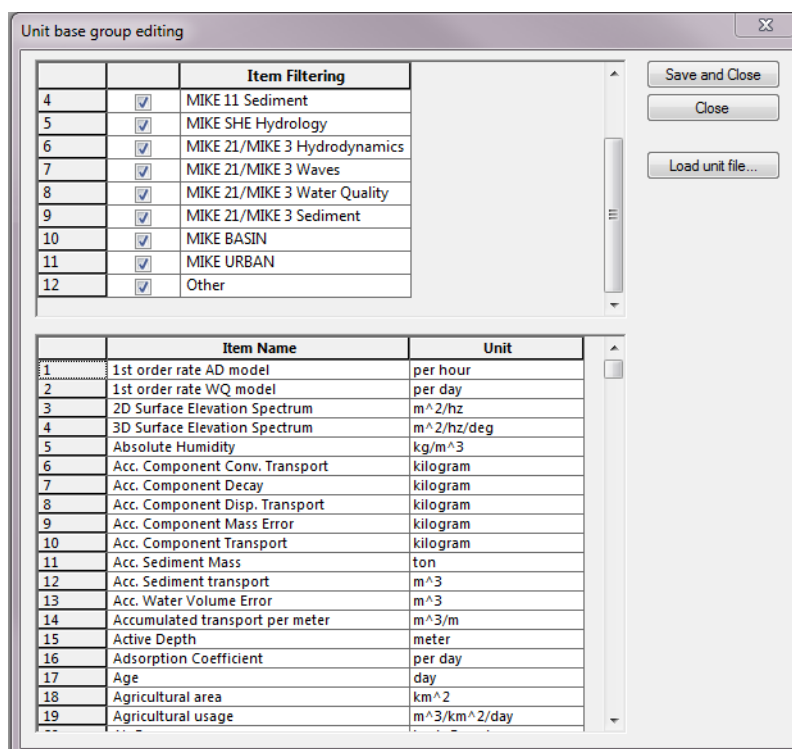 Unit base group editing
Item Filtering
Save and Close
4 MIKE 11 Sediment
Close
5 MIKE SHE Hydrology
6 MIKE 21/MIKE 3 Hydrodynamics
7 MIKE 21/MIKE 3 Waves
Load unit file...
8 MIKE 21/MIKE 3 Water Quality
9 MIKE 21/MIKE 3 Sediment
10 MIKE BASIN
11 MIKE URBAN
12 Other
Item Name Unit
1 1st order rate AD model per hour
2 1st order rate WQ model per day
3 2D Surface Elevation Spectrum m^2/hz
4 3D Surface Elevation Spectrum m^2/hz/deg
5 Absolute Humidity kg/m^3
6 Acc. Component Conv. Transport kilogram
7 Acc. Component Decay kilogram
8 Acc. Component Disp. Transport kilogram
9 Acc. Component Mass Error kilogram
10 Acc. Component Transport kilogram
11 Acc. Sediment Mass ton
12 Acc. Sediment transport m^3
13 Acc. Water Volume Error m^3
14 Accumulated transport per meter m^3/m
15 Active Depth meter
16 Adsorption Coefficient per day
17 Age day
18 Agricultural area km^2
19 Agricultural usage m^3/km^2/day